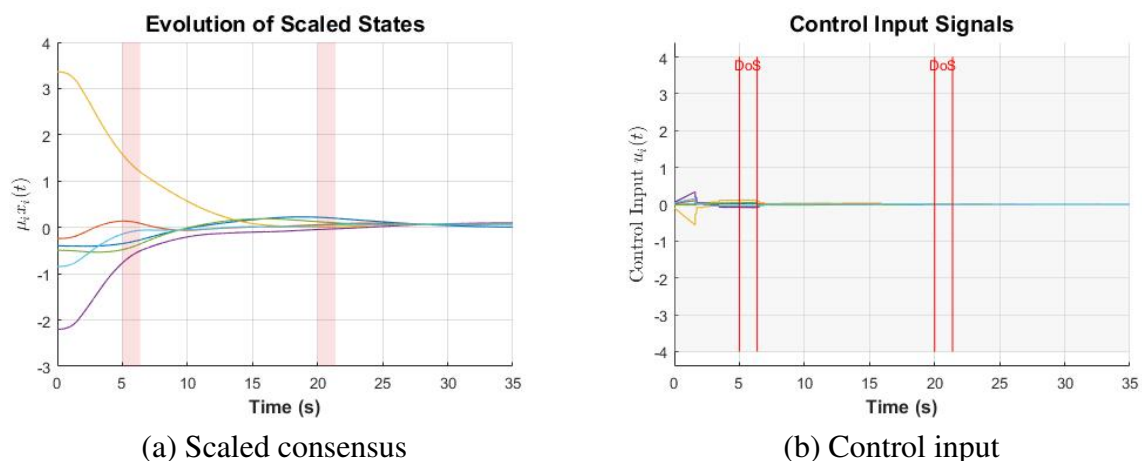 Evolution of Scaled States
4
3
2
1
0
-1
-2
-3
μᵢxᵢ(t)
0 5 10 15 20 25 30 35
Time (s)
(a) Scaled consensus
Control Input Signals
DoS DoS
4
3
2
1
0
-1
-2
-3
-4
Control Input uᵢ(t)
0 5 10 15 20 25 30 35
Time (s)
(b) Control input